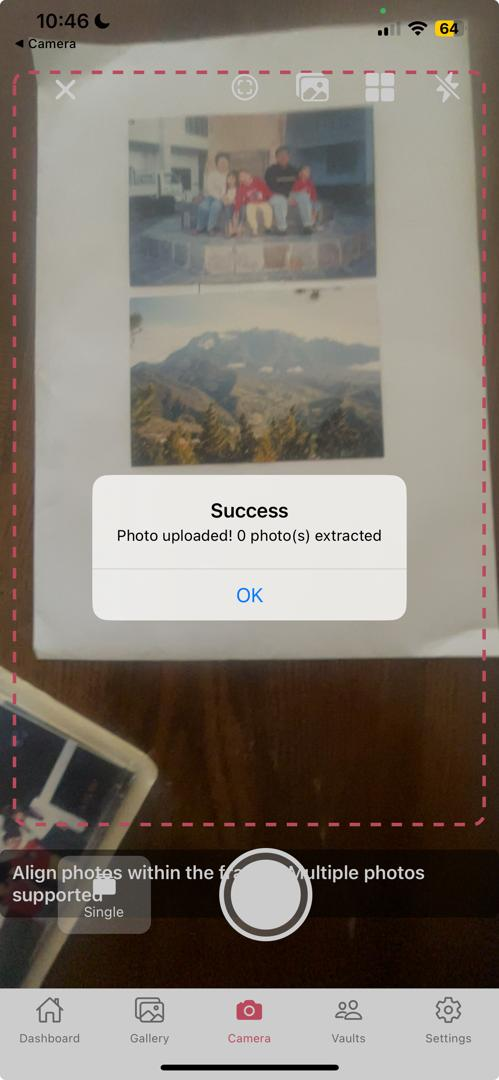 10:46
64
◀ Camera
Success
Photo uploaded! 0 photo(s) extracted
OK
Align photos within the fra Multiple photos
supported
Single
Dashboard
Gallery
Camera
Vaults
Settings